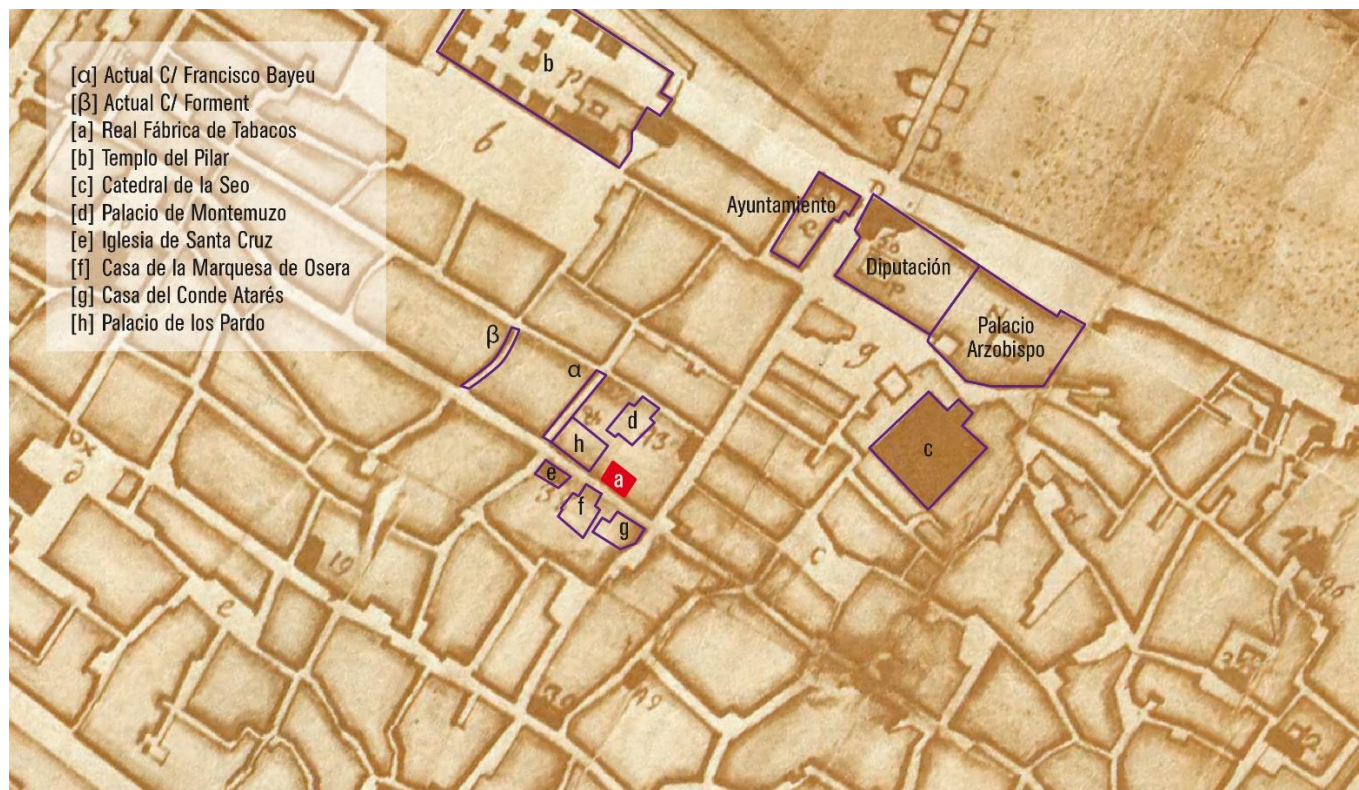 [α] Actual C/ Francisco Bayeu
[β] Actual C/ Forment
[a] Real Fábrica de Tabacos
[b] Templo del Pilar
[c] Catedral de la Seo
[d] Palacio de Montemuzo
[e] Iglesia de Santa Cruz
[f] Casa de la Marquesa de Osera
[g] Casa del Conde Atarés
[h] Palacio de los Pardo
b
Ayuntamiento
Diputación
Palacio
Arzobispo
β
α
d
h
c
e
a
f
g
b
g
c
e
19
13